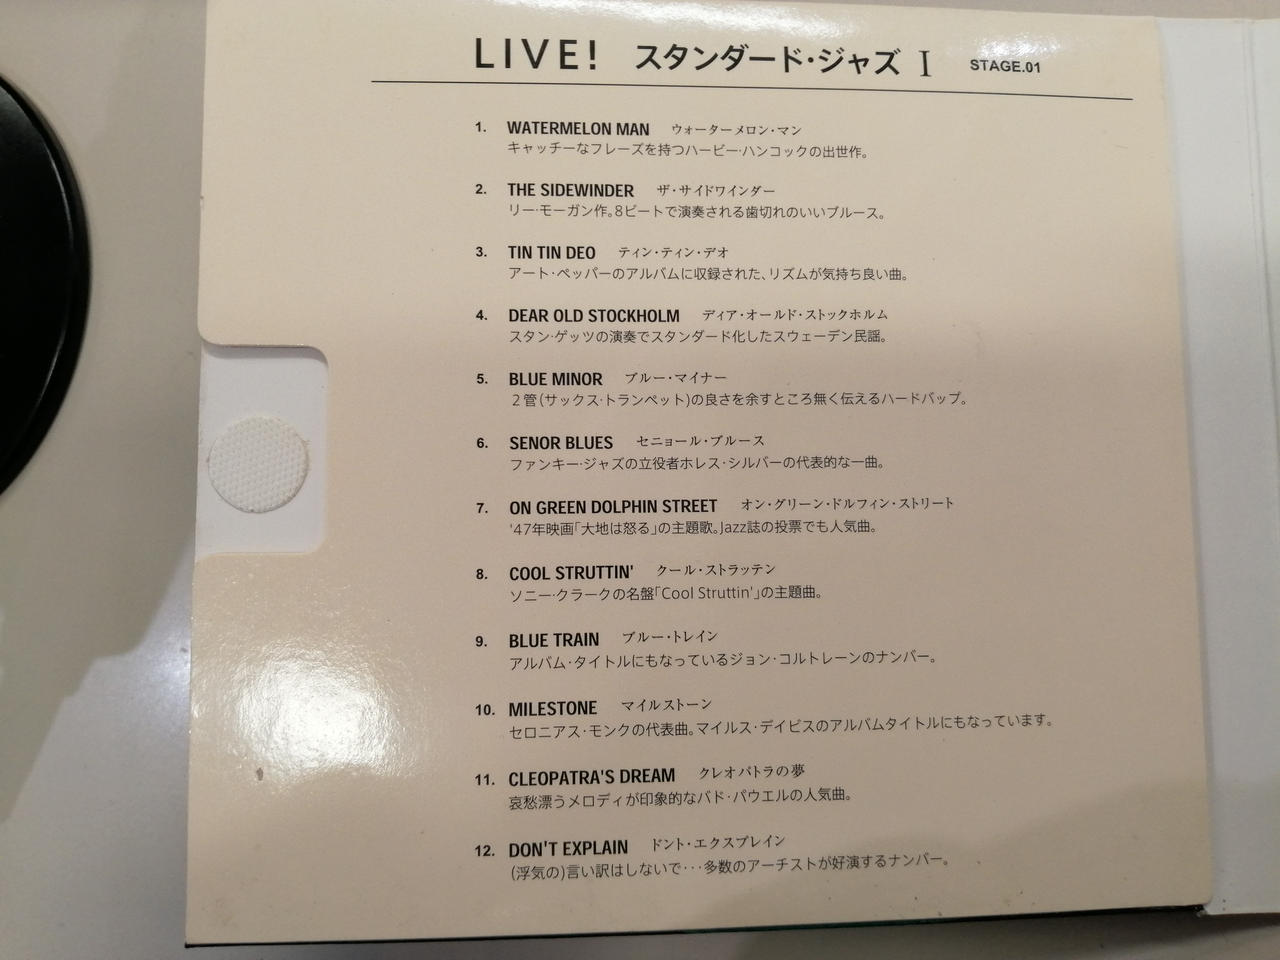 LIVE! スタンダード・ジャズ I STAGE.01
1. WATERMELON MAN ウォーターメロン・マン
キャッチーなフレーズを持つハービー・ハンコックの出世作。
2. THE SIDEWINDER ザ・サイドワインダー
リー・モーガン作。8ビートで演奏される歯切れのいいブルース。
3. TIN TIN DEO ティン・ティン・デオ
アート・ペッパーのアルバムに収録された、リズムが気持ち良い曲。
4. DEAR OLD STOCKHOLM ディア・オールド・ストックホルム
スタン・ゲッツの演奏でスタンダード化したスウェーデン民謡。
5. BLUE MINOR ブルー・マイナー
2管(サックス・トランペット)の良さを余すところ無く伝えるハードバップ。
6. SENOR BLUES セニョール・ブルース
ファンキー・ジャズの立役者ホレス・シルバーの代表的な一曲。
7. ON GREEN DOLPHIN STREET オン・グリーン・ドルフィン・ストリート
'47年映画「大地は怒る」の主題歌。Jazz誌の投票でも人気曲。
8. COOL STRUTTIN' クール・ストラッテン
ソニー・クラークの名盤「Cool Struttin'」の主題曲。
9. BLUE TRAIN ブルー・トレイン
アルバム・タイトルにもなっているジョン・コルトレーンのナンバー。
10. MILESTONE マイルストーン
セロニアス・モンクの代表曲。マイルス・デイビスのアルバムタイトルにもなっています。
11. CLEOPATRA'S DREAM クレオパトラの夢
哀愁漂うメロディが印象的なバド・パウエルの人気曲。
12. DON'T EXPLAIN ドント・エクスプレイン
(浮気の)言い訳はしないで・・・多数のアーチストが好演するナンバー。